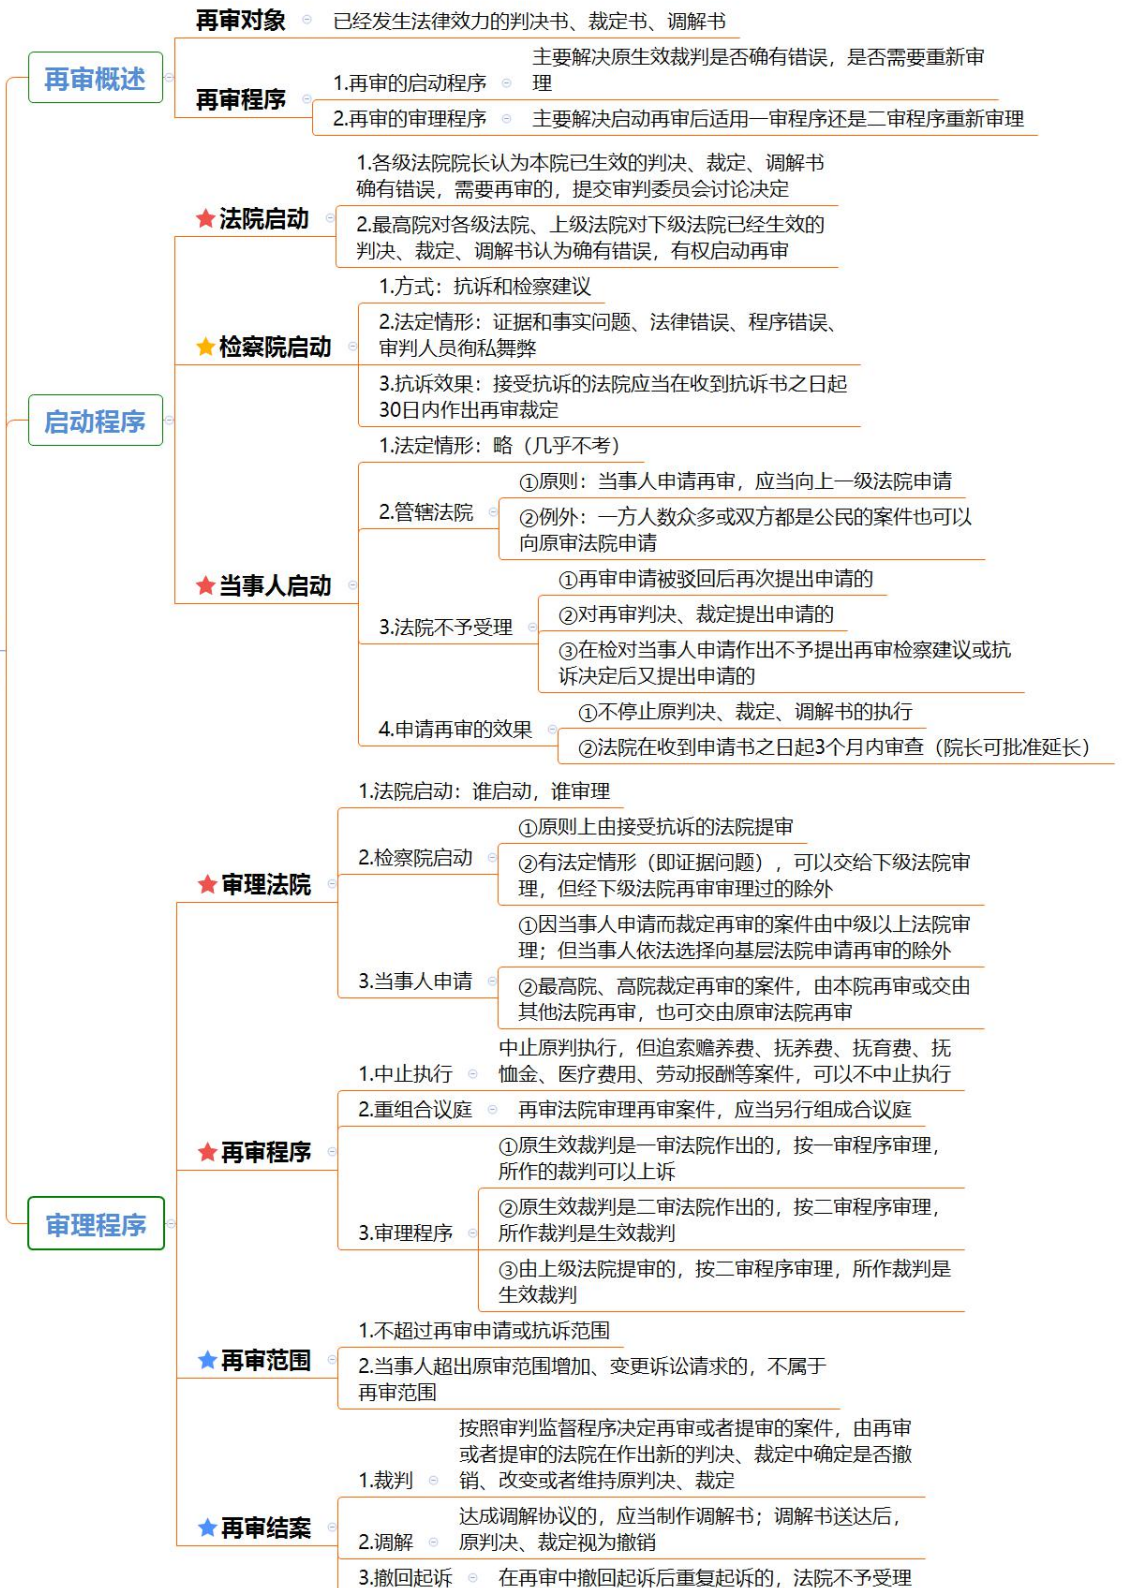 再审对象
已经发生法律效力的判决书、裁定书、调解书
再审概述
再审程序
1.再审的启动程序
主要解决原生效裁判是否确有错误，是否需要重新审
理
2.再审的审理程序
主要解决启动再审后适用一审程序还是二审程序重新审理
启动程序
法院启动
1.各级法院院长认为本院已生效的判决、裁定、调解书
确有错误，需要再审的，提交审判委员会讨论决定
2.最高院对各级法院、上级法院对下级法院已经生效的
判决、裁定、调解书认为确有错误，有权启动再审
检察院启动
1.方式：抗诉和检察建议
2.法定情形：证据和事实问题、法律错误、程序错误、
审判人员徇私舞弊
3.抗诉效果：接受抗诉的法院应当在收到抗诉书之日起
30日内作出再审裁定
当事人启动
1.法定情形：略（几乎不考）
2.管辖法院
①原则：当事人申请再审，应当向上一级法院申请
②例外：一方人数众多或双方都是公民的案件也可以
向原审法院申请
3.法院不予受理
①再审申请被驳回后再次提出申请的
②对再审判决、裁定提出申请的
③在检对当事人申请作出不予提出再审检察建议或抗
诉决定后又提出申请的
4.申请再审的效果
①不停止原判决、裁定、调解书的执行
②法院在收到申请书之日起3个月内审查（院长可批准延长）
审理程序
审理法院
1.法院启动：谁启动，谁审理
2.检察院启动
①原则上由接受抗诉的法院提审
②有法定情形（即证据问题），可以交给下级法院审
理，但经下级法院再审审理过的除外
3.当事人申请
①因当事人申请而裁定再审的案件由中级以上法院审
理；但当事人依法选择向基层法院申请再审的除外
②最高院、高院裁定再审的案件，由本院再审或交由
其他法院再审，也可交由原审法院再审
再审程序
1.中止执行
中止原判执行，但追索赡养费、抚养费、抚育费、抚
恤金、医疗费用、劳动报酬等案件，可以不中止执行
2.重组合议庭
再审法院审理再审案件，应当另行组成合议庭
3.审理程序
①原生效裁判是一审法院作出的，按一审程序审理，
所作的裁判可以上诉
②原生效裁判是二审法院作出的，按二审程序审理，
所作裁判是生效裁判
③由上级法院提审的，按二审程序审理，所作裁判是
生效裁判
再审范围
1.不超过再审申请或抗诉范围
2.当事人超出原审范围增加、变更诉讼请求的，不属于
再审范围
再审结案
1.裁判
按照审判监督程序决定再审或者提审的案件，由再审
或者提审的法院在作出新的判决、裁定中确定是否撤
销、改变或者维持原判决、裁定
2.调解
达成调解协议的，应当制作调解书；调解书送达后，
原判决、裁定视为撤销
3.撤回起诉
在再审中撤回起诉后重复起诉的，法院不予受理